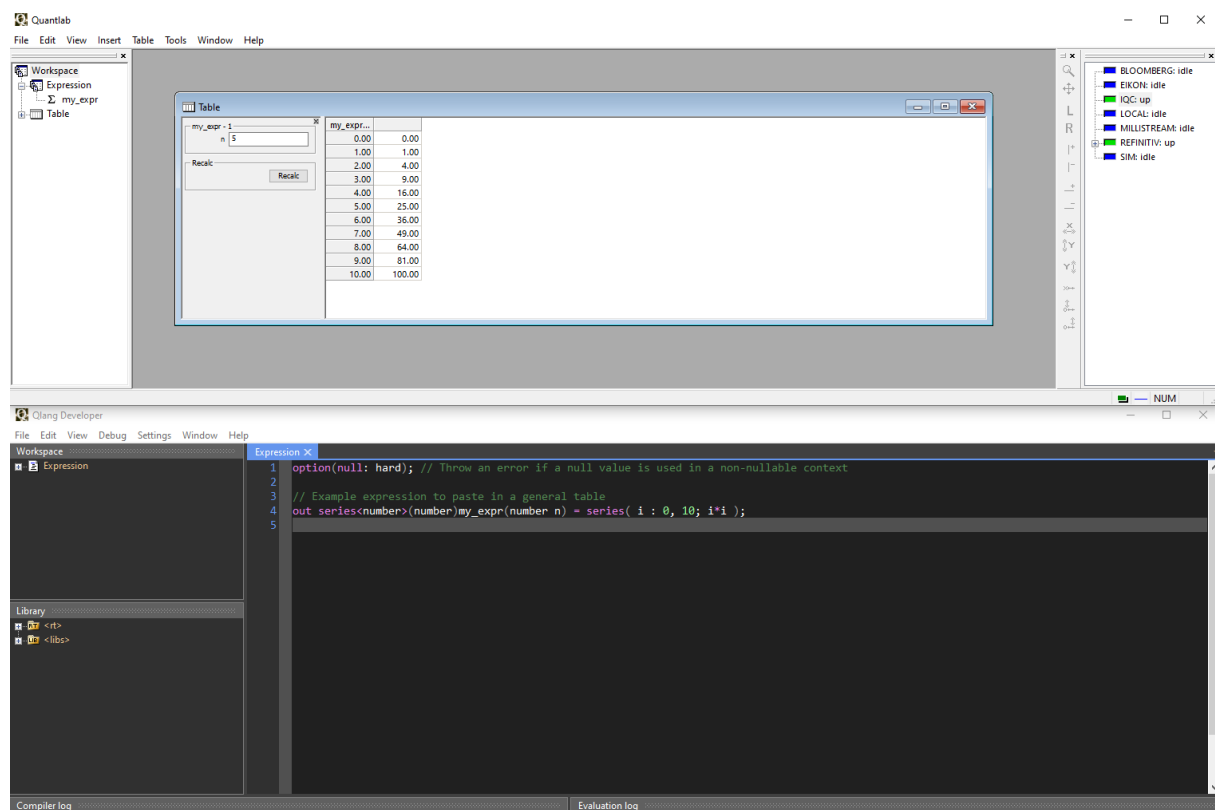 Quantlab
File Edit View Insert Table Tools Window Help
Workspace
Expression
Σ my_expr
Table
Table
my_expr - 1
n 5
Recalc
Recalc
my_expr...
0.00 0.00
1.00 1.00
2.00 4.00
3.00 9.00
4.00 16.00
5.00 25.00
6.00 36.00
7.00 49.00
8.00 64.00
9.00 81.00
10.00 100.00
L
R
X
Y
Y
BLOOMBERG: idle
EIKON: idle
IQC: up
LOCAL: idle
MILLISTREAM: idle
REFINITIV: up
SIM: idle
NUM
Qlang Developer
File Edit View Debug Settings Window Help
Workspace
Expression
Library
<rt>
<libs>
Expression
1 option(null: hard); // Throw an error if a null value is used in a non-nullable context
2
3 // Example expression to paste in a general table
4 out series<number>(number)my_expr(number n) = series( i : 0, 10; i*i );
5
Compiler log
Evaluation log